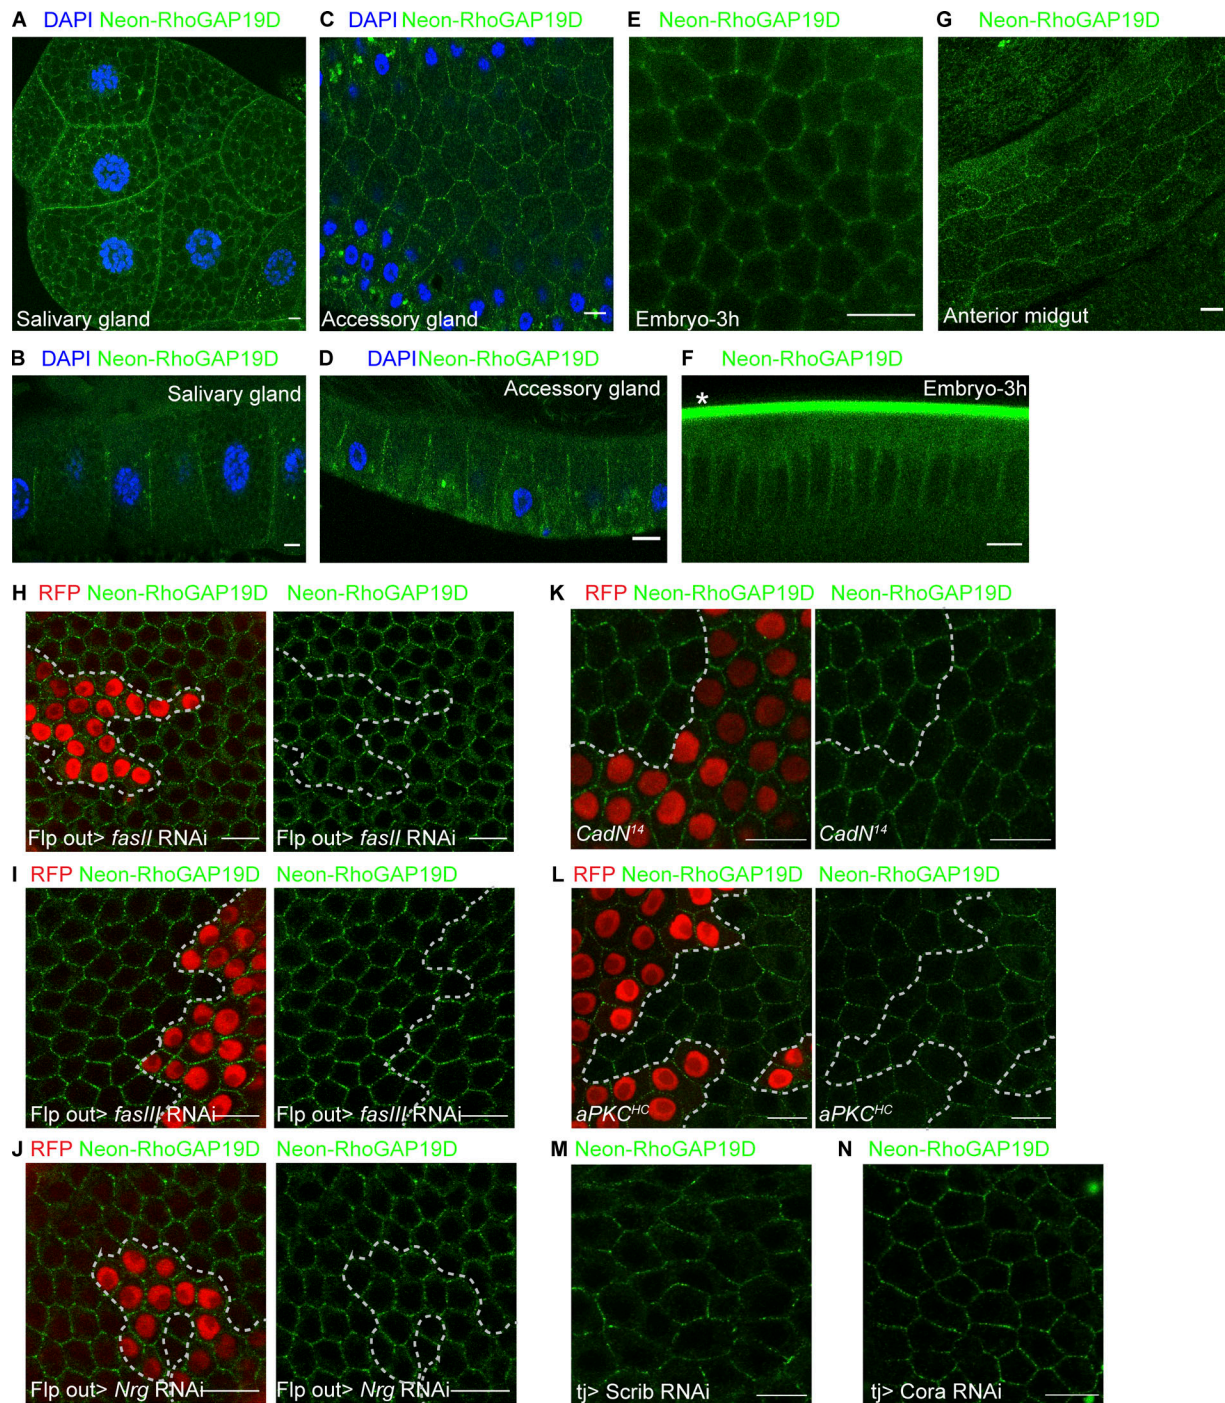 A DAPI Neon-RhoGAP19D
Salivary gland
C DAPI Neon-RhoGAP19D
Accessory gland
E Neon-RhoGAP19D
Embryo-3h
G Neon-RhoGAP19D
Anterior midgut
B DAPI Neon-RhoGAP19D
Salivary gland
D DAPI Neon-RhoGAP19D
Accessory gland
F Neon-RhoGAP19D
* Embryo-3h
H RFP Neon-RhoGAP19D Neon-RhoGAP19D
Flp out> fasII RNAi Flp out> fasII RNAi
K RFP Neon-RhoGAP19D Neon-RhoGAP19D
CadN¹⁴ CadN¹⁴
I RFP Neon-RhoGAP19D Neon-RhoGAP19D
Flp out> fasIII RNAi Flp out> fasIII RNAi
L RFP Neon-RhoGAP19D Neon-RhoGAP19D
aPKCᴴᶜ aPKCᴴᶜ
J RFP Neon-RhoGAP19D Neon-RhoGAP19D
Flp out> Nrg RNAi Flp out> Nrg RNAi
M Neon-RhoGAP19D
tj> Scrib RNAi
N Neon-RhoGAP19D
tj> Cora RNAi